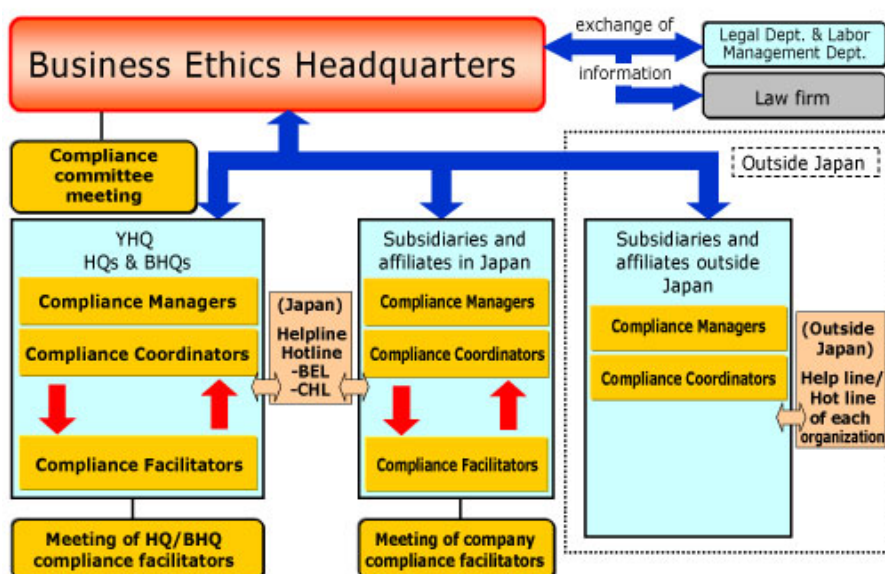 Business Ethics Headquarters
exchange of
information
Legal Dept. & Labor
Management Dept.
Law firm
Compliance
committee
meeting
Outside Japan
YHQ
HQs & BHQs
Compliance Managers
Compliance Coordinators
Compliance Facilitators
Meeting of HQ/BHQ
compliance facilitators
(Japan)
Helpline
Hotline
-BEL
-CHL
Subsidiaries and
affiliates in Japan
Compliance Managers
Compliance Coordinators
Compliance Facilitators
Meeting of company
compliance facilitators
Subsidiaries and
affiliates outside
Japan
Compliance Managers
Compliance Coordinators
(Outside
Japan)
Help line/
Hot line
of each
organization